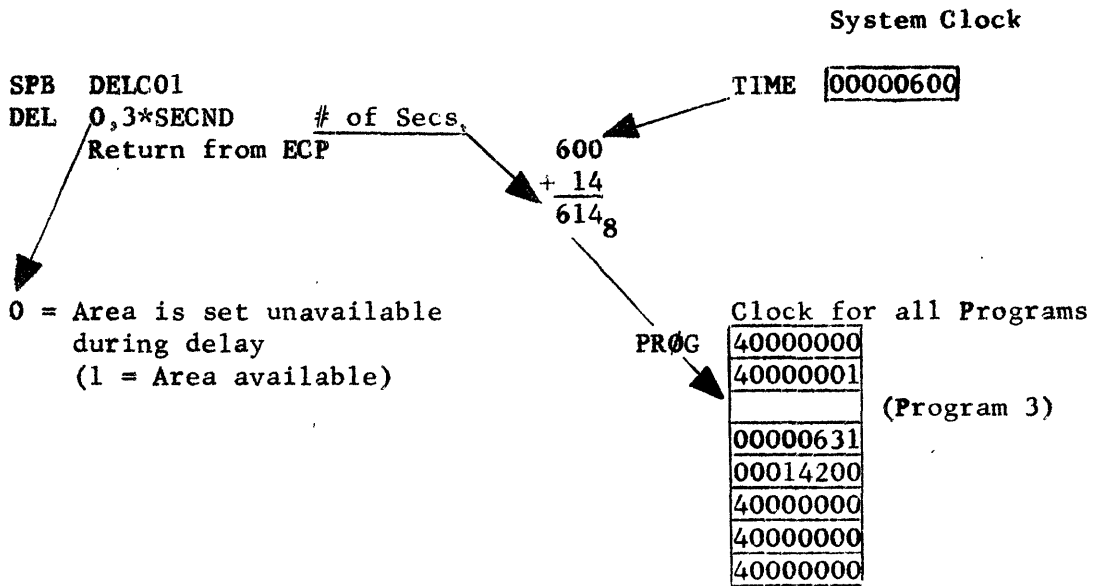 System Clock
SPB DELC01
DEL 0,3*SECND # of Secs.
Return from ECP
TIME 00000600
600
+ 14
614₈
0 = Area is set unavailable
during delay
(1 = Area available)
Clock for all Programs
PRØG 40000000
40000001
(Program 3)
00000631
00014200
40000000
40000000
40000000